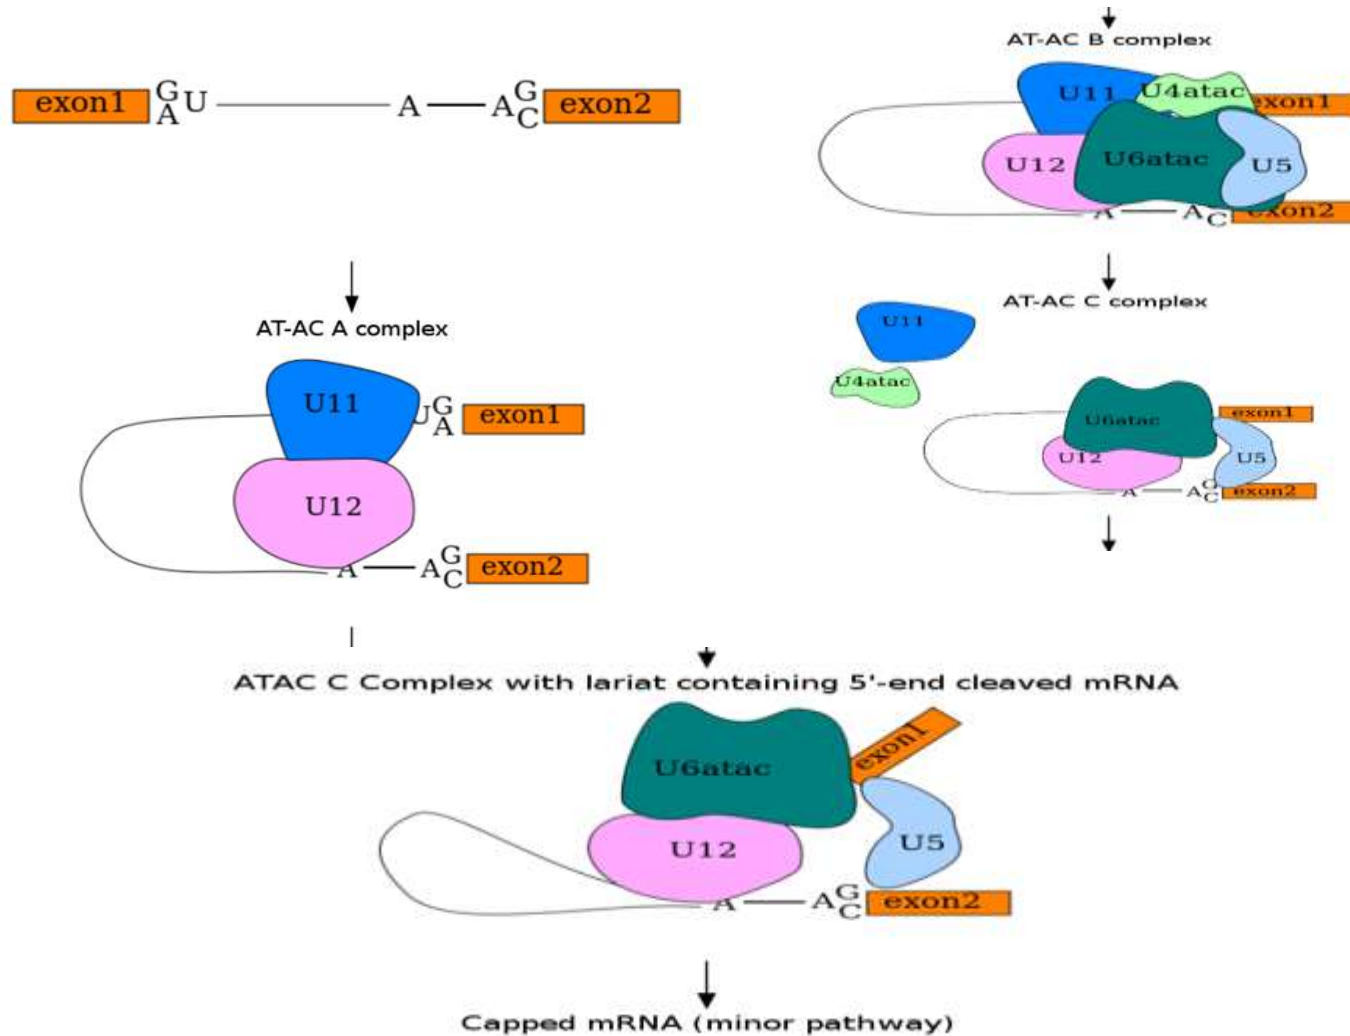 exon1 G A U A A G C exon2
AT-AC A complex
U11
U G A exon1
U12
A A G C exon2
AT-AC B complex
U11 U4atac exon1
U12 U6atac U5
A A C exon2
AT-AC C complex
U11
U4atac
U6atac exon1
U12 U5
A A G C exon2
ATAC C Complex with lariat containing 5'-end cleaved mRNA
exon1
U6atac
U12 U5
A A G C exon2
Capped mRNA (minor pathway)